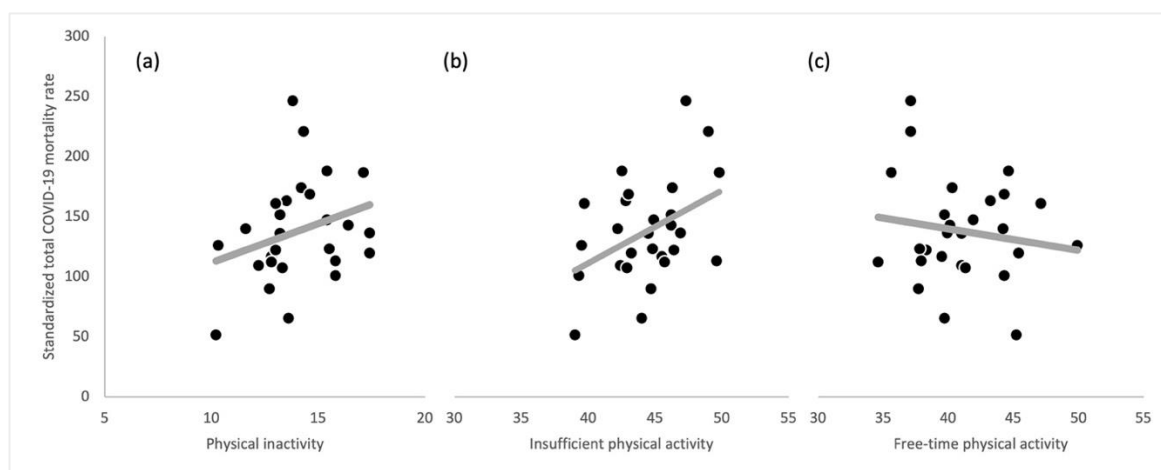 (a)
(b)
(c)
Standardized total COVID-19 mortality rate
300
250
200
150
100
50
0
5 10 15 20
30 35 40 45 50 55
30 35 40 45 50 55
Physical inactivity
Insufficient physical activity
Free-time physical activity